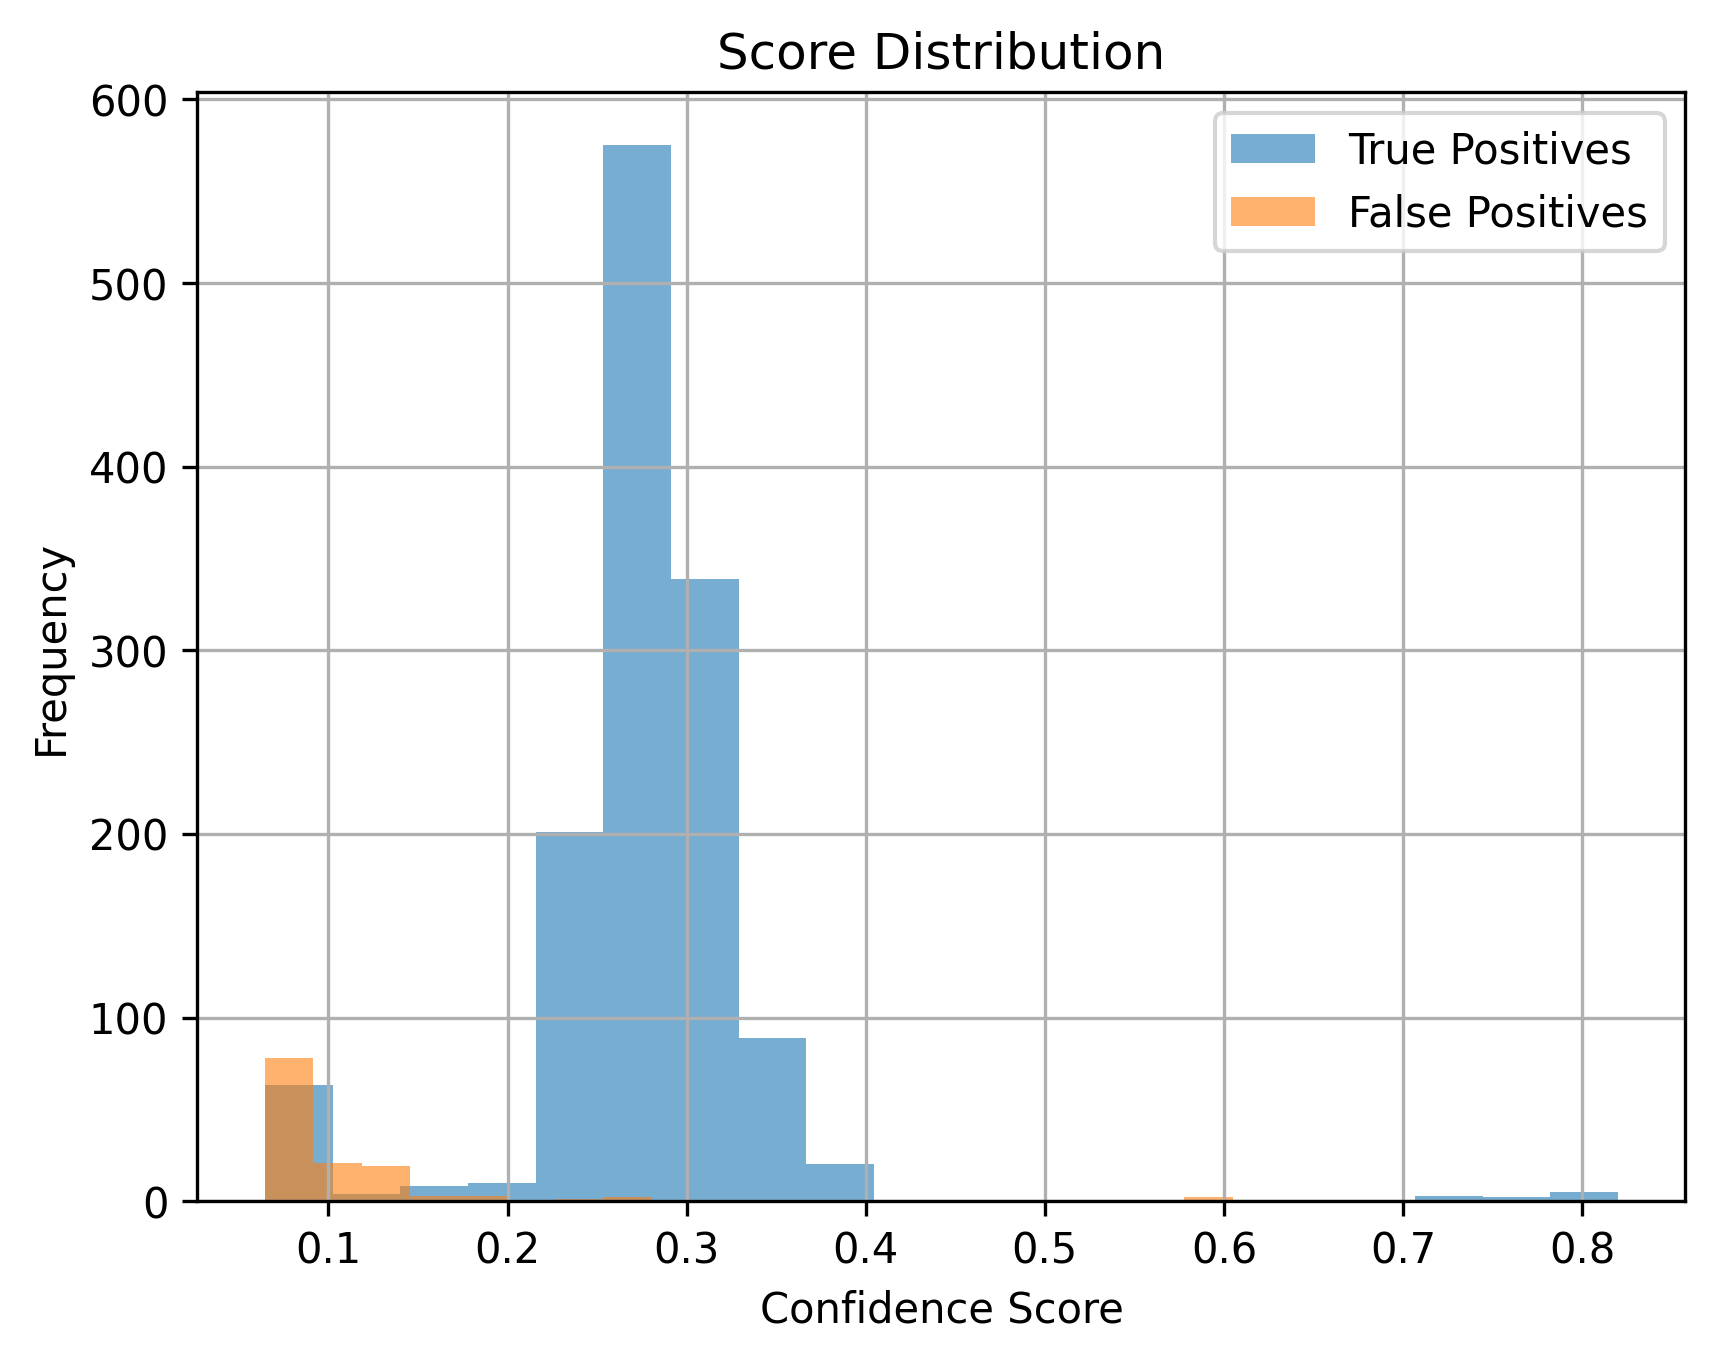 Score Distribution
True Positives
False Positives
Frequency
600
500
400
300
200
100
0
0.1 0.2 0.3 0.4 0.5 0.6 0.7 0.8
Confidence Score